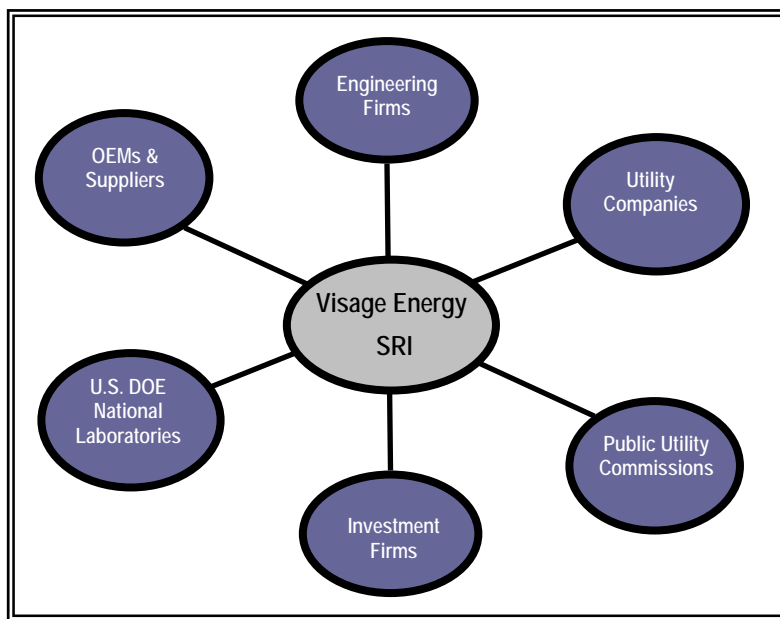 Engineering
Firms
OEMs &
Suppliers
Utility
Companies
Visage Energy
SRI
U.S. DOE
National
Laboratories
Public Utility
Commissions
Investment
Firms